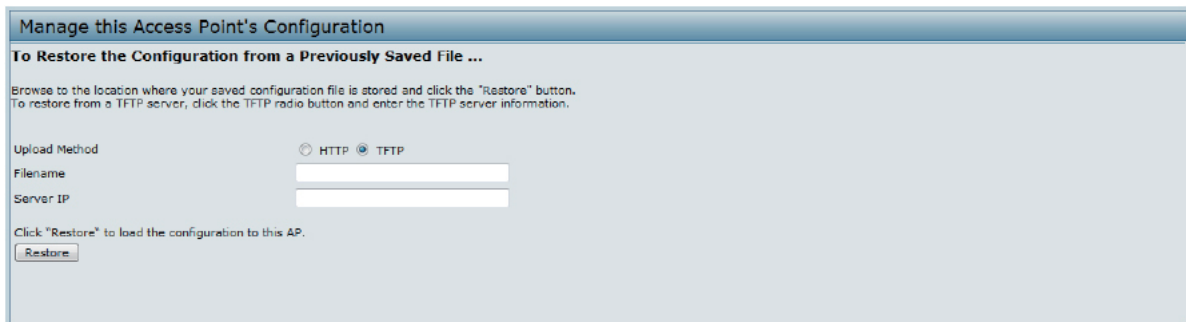 Manage this Access Point's Configuration
To Restore the Configuration from a Previously Saved File ...
Browse to the location where your saved configuration file is stored and click the "Restore" button.
To restore from a TFTP server, click the TFTP radio button and enter the TFTP server information.
Upload Method HTTP TFTP
Filename
Server IP
Click "Restore" to load the configuration to this AP.
Restore